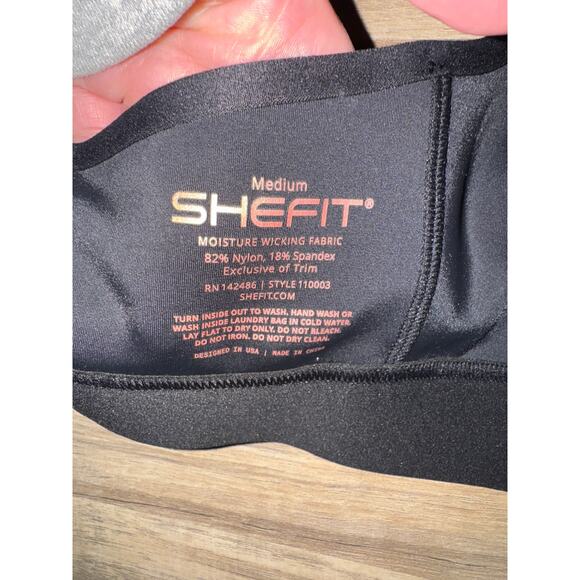 Medium
SHEFIT®
MOISTURE WICKING FABRIC
82% Nylon, 18% Spandex
Exclusive of Trim
RN 142486 | STYLE 110003
SHEFIT.COM
TURN INSIDE OUT TO WASH. HAND WASH OR
WASH INSIDE LAUNDRY BAG IN COLD WATER.
LAY FLAT TO DRY ONLY. DO NOT BLEACH.
DO NOT IRON. DO NOT DRY CLEAN.
DESIGNED IN USA | MADE IN CHINA